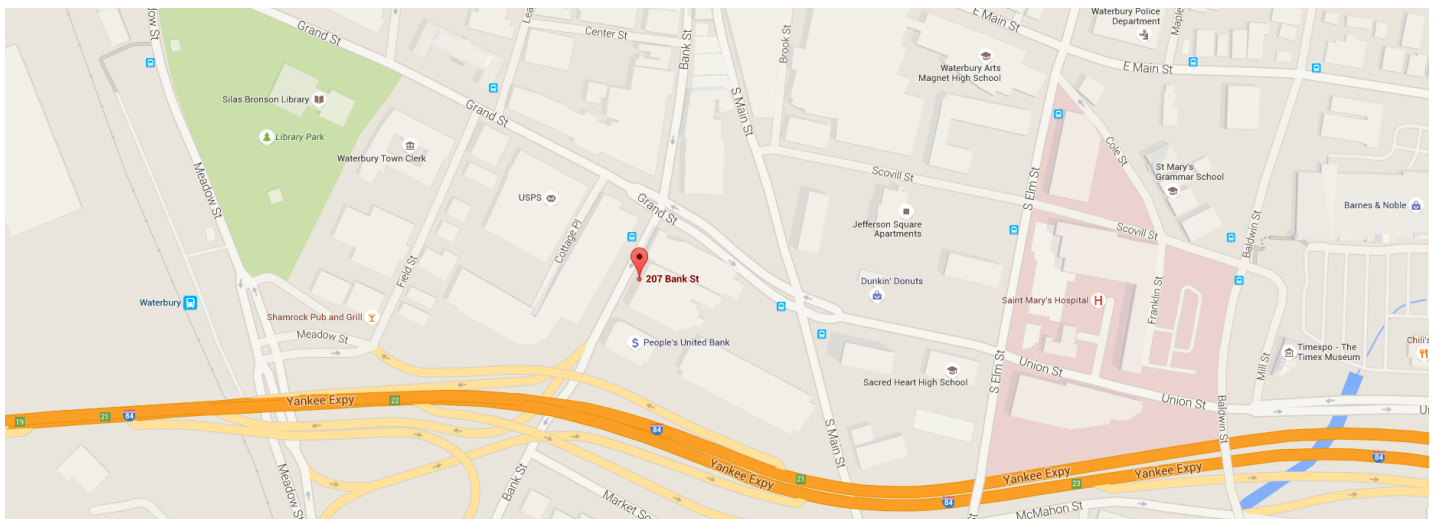 Meadow St
Grand St
Center St
Bank St
Brook St
E Main St
Waterbury Police
Department
Waterbury Arts
Magnet High School
E Main St
Silas Bronson Library
Library Park
Grand St
S Main St
Cole St
Waterbury Town Clerk
USPS
Scovill St
St Mary's
Grammar School
Meadow St
Grand St
S Elm St
Jefferson Square
Apartments
Barnes & Noble
Cottage Pl
Scovill St
Baldwin St
Field St
207 Bank St
Dunkin' Donuts
Waterbury
Saint Mary's Hospital
H
Franklin St
Shamrock Pub and Grill
Meadow St
$
People's United Bank
Timexpo - The
Timex Museum
Chili's
Sacred Heart High School
S Elm St
Union St
Mill St
Union St
Yankee Expy
22
21
84
19
84
S Main St
Baldwin St
Yankee Expy
21
Yankee Expy
Yankee Expy
84
23
Meadow St
Bank St
84
McMahon St